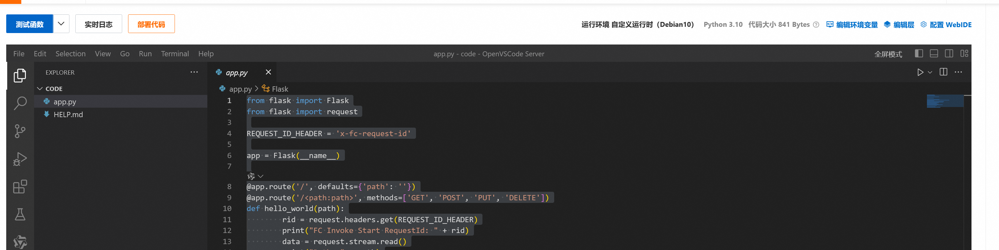 测试函数 实时日志 部署代码 运行环境 自定义运行时（Debian10） Python 3.10 代码大小 841 Bytes 编辑环境变量 编辑层 配置 WebIDE
File Edit Selection View Go Run Terminal Help app.py - code - OpenVSCode Server 全屏模式
EXPLORER
CODE
app.py
HELP.md
app.py
app.py > Flask
1 from flask import Flask
2 from flask import request
3
4 REQUEST_ID_HEADER = 'x-fc-request-id'
5
6 app = Flask(__name__)
7
8 @app.route('/', defaults={'path': ''})
9 @app.route('/<path:path>', methods=['GET', 'POST', 'PUT', 'DELETE'])
10 def hello_world(path):
11 rid = request.headers.get(REQUEST_ID_HEADER)
12 print("FC Invoke Start RequestId: " + rid)
13 data = request.stream.read()